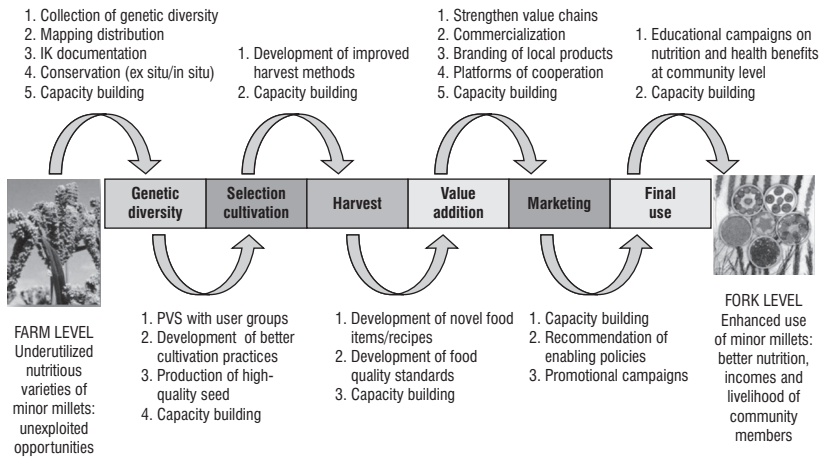 1. Collection of genetic diversity
2. Mapping distribution
3. IK documentation
4. Conservation (ex situ/in situ)
5. Capacity building
1. Development of improved
harvest methods
2. Capacity building
1. Strengthen value chains
2. Commercialization
3. Branding of local products
4. Platforms of cooperation
5. Capacity building
1. Educational campaigns on
nutrition and health benefits
at community level
2. Capacity building
Genetic
diversity
Selection
cultivation
Harvest
Value
addition
Marketing
Final
use
FARM LEVEL
Underutilized
nutritious
varieties of
minor millets:
unexploited
opportunities
1. PVS with user groups
2. Development of better
cultivation practices
3. Production of high-
quality seed
4. Capacity building
1. Development of novel food
items/recipes
2. Development of food
quality standards
3. Capacity building
1. Capacity building
2. Recommendation of
enabling policies
3. Promotional campaigns
FORK LEVEL
Enhanced use
of minor millets:
better nutrition,
incomes and
livelihood of
community
members